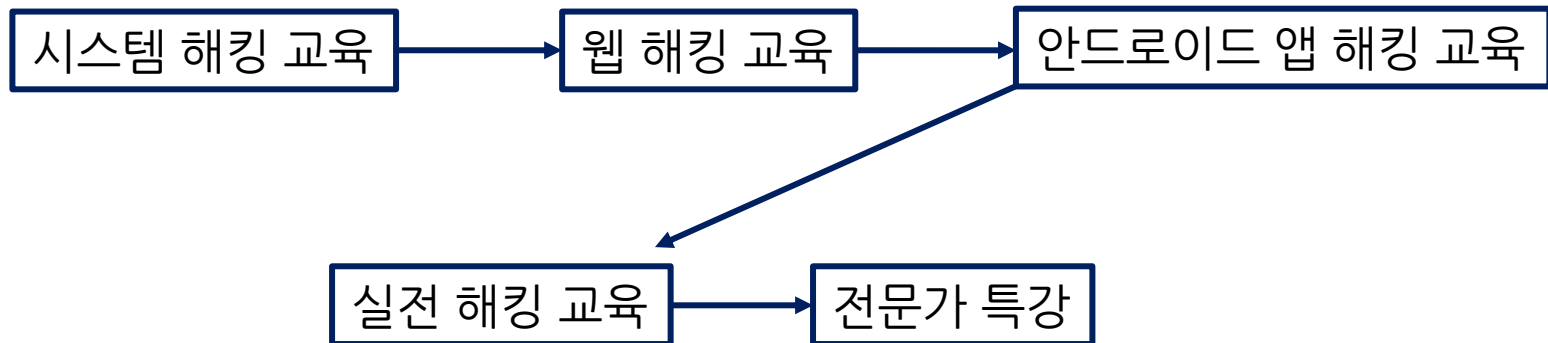 시스템 해킹 교육
웹 해킹 교육
안드로이드 앱 해킹 교육
실전 해킹 교육
전문가 특강